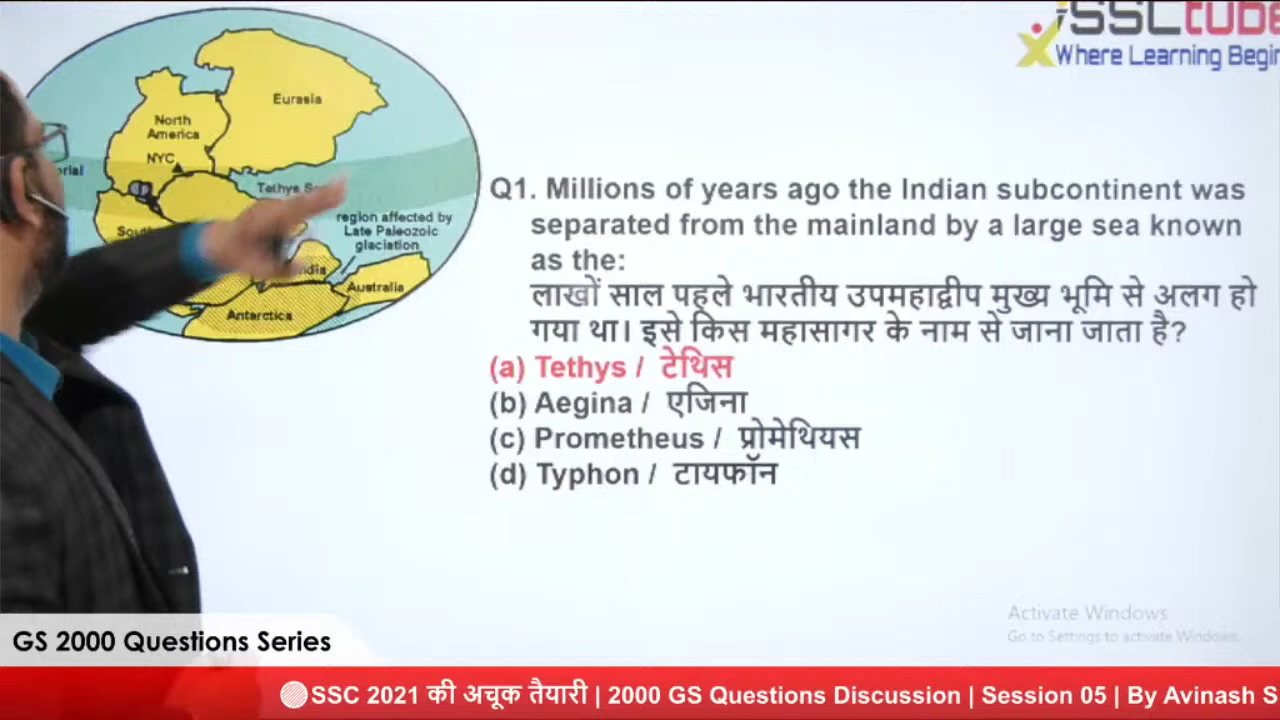 iSSCtube
Where Learning Begin
Eurasia
North
America
NYC
Tethys
region affected by
Late Paleozoic
glaciation
Australia
Antarctica
Q1. Millions of years ago the Indian subcontinent was
separated from the mainland by a large sea known
as the:
लाखों साल पहले भारतीय उपमहाद्वीप मुख्य भूमि से अलग हो
गया था। इसे किस महासागर के नाम से जाना जाता है?
(a) Tethys / टेथिस
(b) Aegina / एजिना
(c) Prometheus / प्रोमेथियस
(d) Typhon / टायफॉन
Activate Windows
Go to Settings to activate Windows.
GS 2000 Questions Series
SSC 2021 की अचूक तैयारी | 2000 GS Questions Discussion | Session 05 | By Avinash S